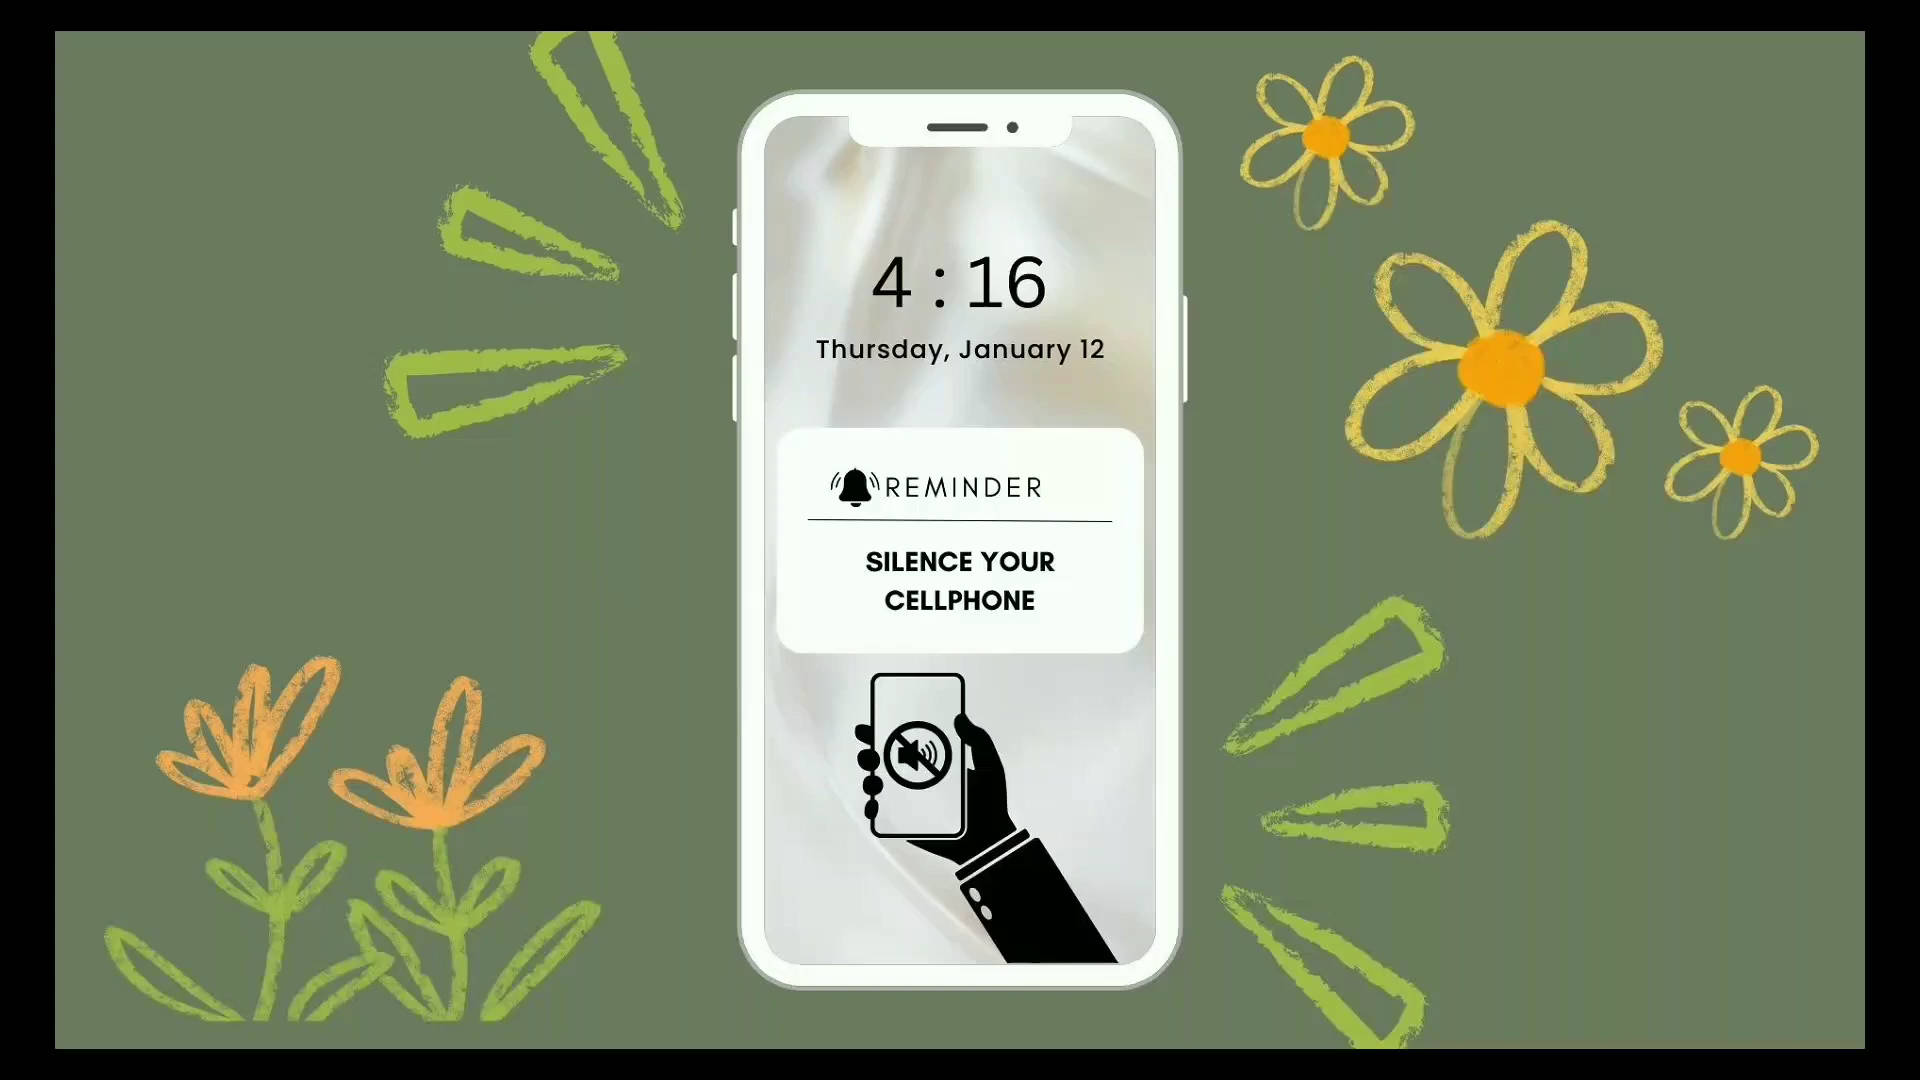 4 : 16
Thursday, January 12
REMINDER
SILENCE YOUR
CELLPHONE